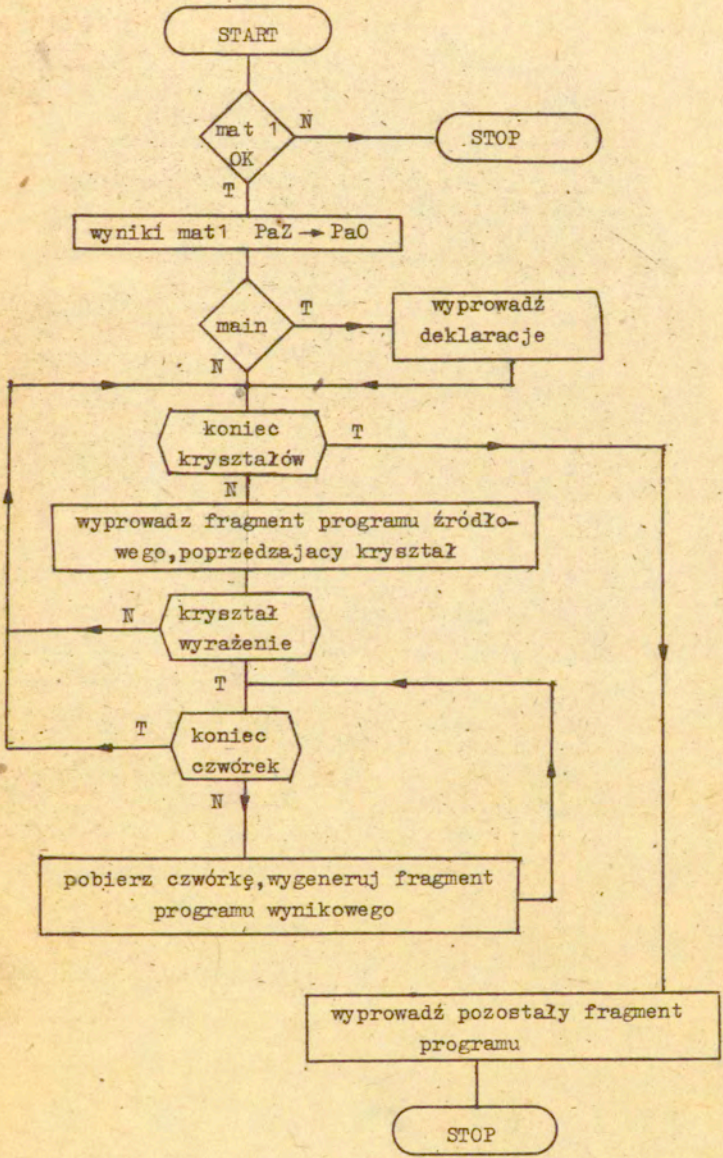 START
mat 1
OK
N
STOP
T
wyniki mat1 PaZ → PaO
main
T
wyprowadź
deklaracje
N
koniec
kryształów
T
N
wyprowadz fragment programu źródło-
wego,poprzedzajacy kryształ
kryształ
wyrażenie
N
T
koniec
czwórek
T
N
pobierz czwórkę,wygeneruj fragment
programu wynikowego
wyprowadź pozostały fragment
programu
STOP